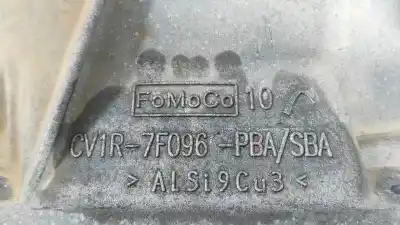 FoMoCo 10
CV1R-7F096-PBA/SBA
> ALSi9Cu3 <